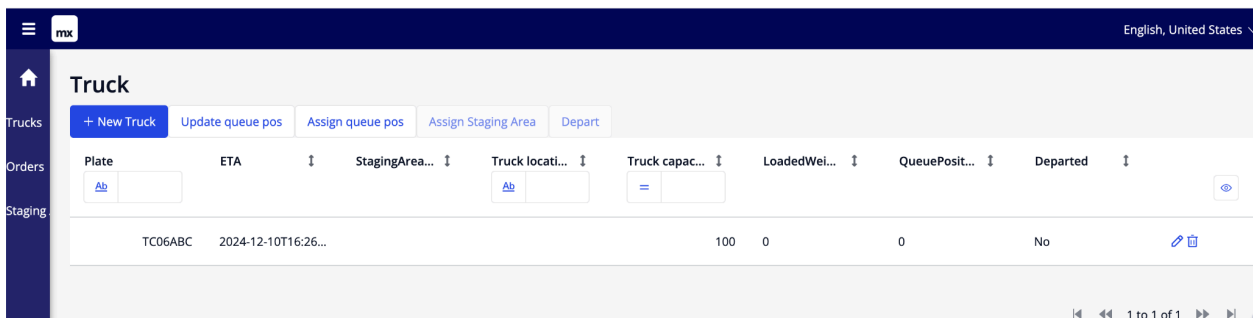 mx English, United States
Truck
Trucks + New Truck Update queue pos Assign queue pos Assign Staging Area Depart
Orders Plate ETA StagingArea... Truck locati... Truck capac... LoadedWei... QueuePosit... Departed
Ab Ab =
Staging
TC06ABC 2024-12-10T16:26... 100 0 0 No
1 to 1 of 1